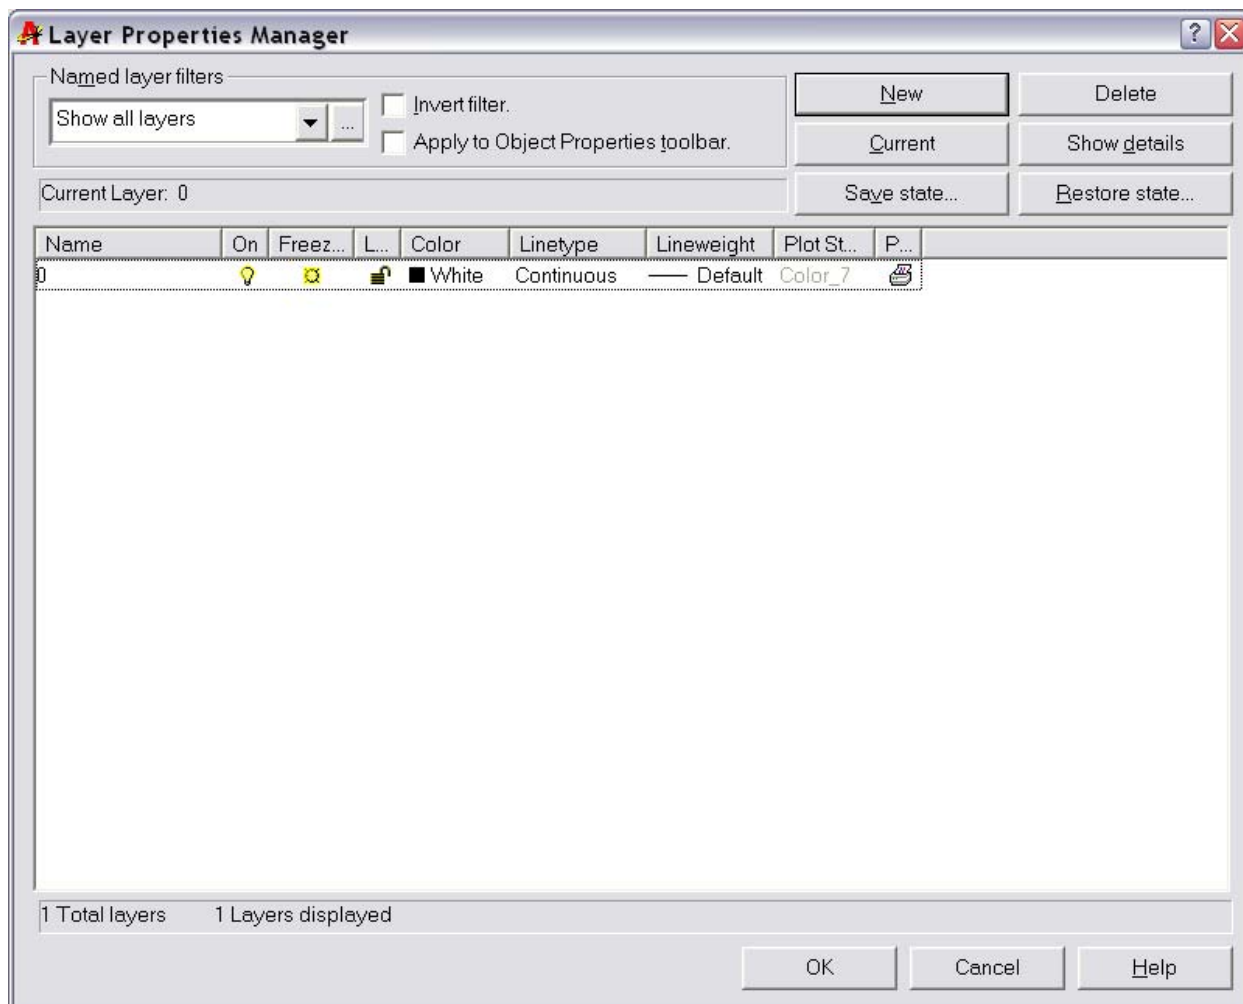 Layer Properties Manager
Named layer filters
Show all layers
...
Invert filter.
Apply to Object Properties toolbar.
New
Delete
Current
Show details
Save state...
Restore state...
Current Layer: 0
Name On Freez... L... Color Linetype Lineweight Plot St... P...
0 White Continuous Default Color_7
1 Total layers 1 Layers displayed
OK
Cancel
Help